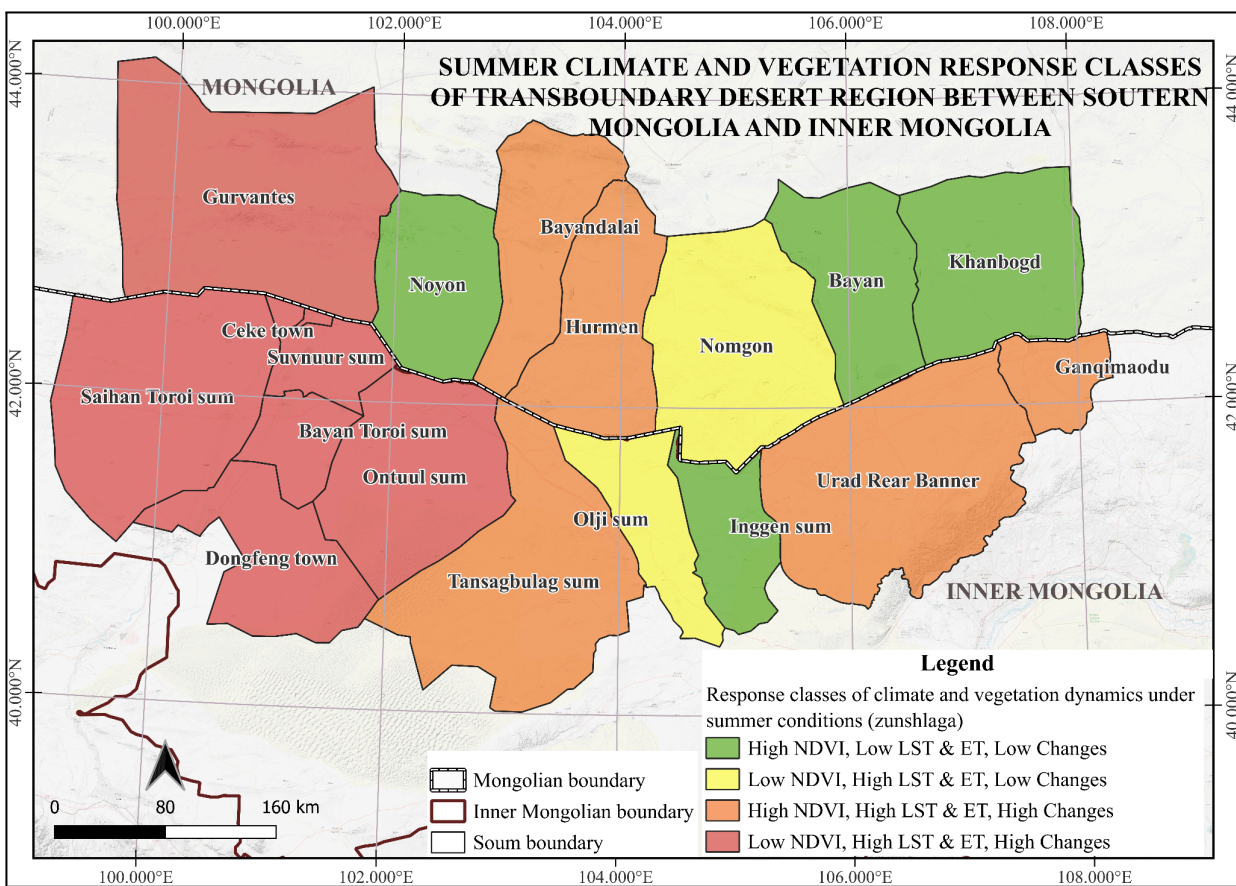 100.000°E 102.000°E 104.000°E 106.000°E 108.000°E
44.000°N
44.000°N
SUMMER CLIMATE AND VEGETATION RESPONSE CLASSES
OF TRANSBOUNDARY DESERT REGION BETWEEN SOUTERN
MONGOLIA AND INNER MONGOLIA
MONGOLIA
Gurvantes
Bayandalai
Noyon
Bayan
Khanbogd
Ceke town
Hurmen
Suvnuur sum
Nomgon
Ganqimaodu
42.000°N
42.000°N
Saihan Toroi sum
Bayan Toroi sum
Ontuul sum
Urad Rear Banner
Olji sum
Inggen sum
Dongfeng town
Tansagbulag sum
INNER MONGOLIA
40.000°N
40.000°N
Legend
Response classes of climate and vegetation dynamics under
summer conditions (zunshlaga)
High NDVI, Low LST & ET, Low Changes
Low NDVI, High LST & ET, Low Changes
High NDVI, High LST & ET, High Changes
Low NDVI, High LST & ET, High Changes
Mongolian boundary
Inner Mongolian boundary
Soum boundary
0 80 160 km
100.000°E 102.000°E 104.000°E 106.000°E 108.000°E